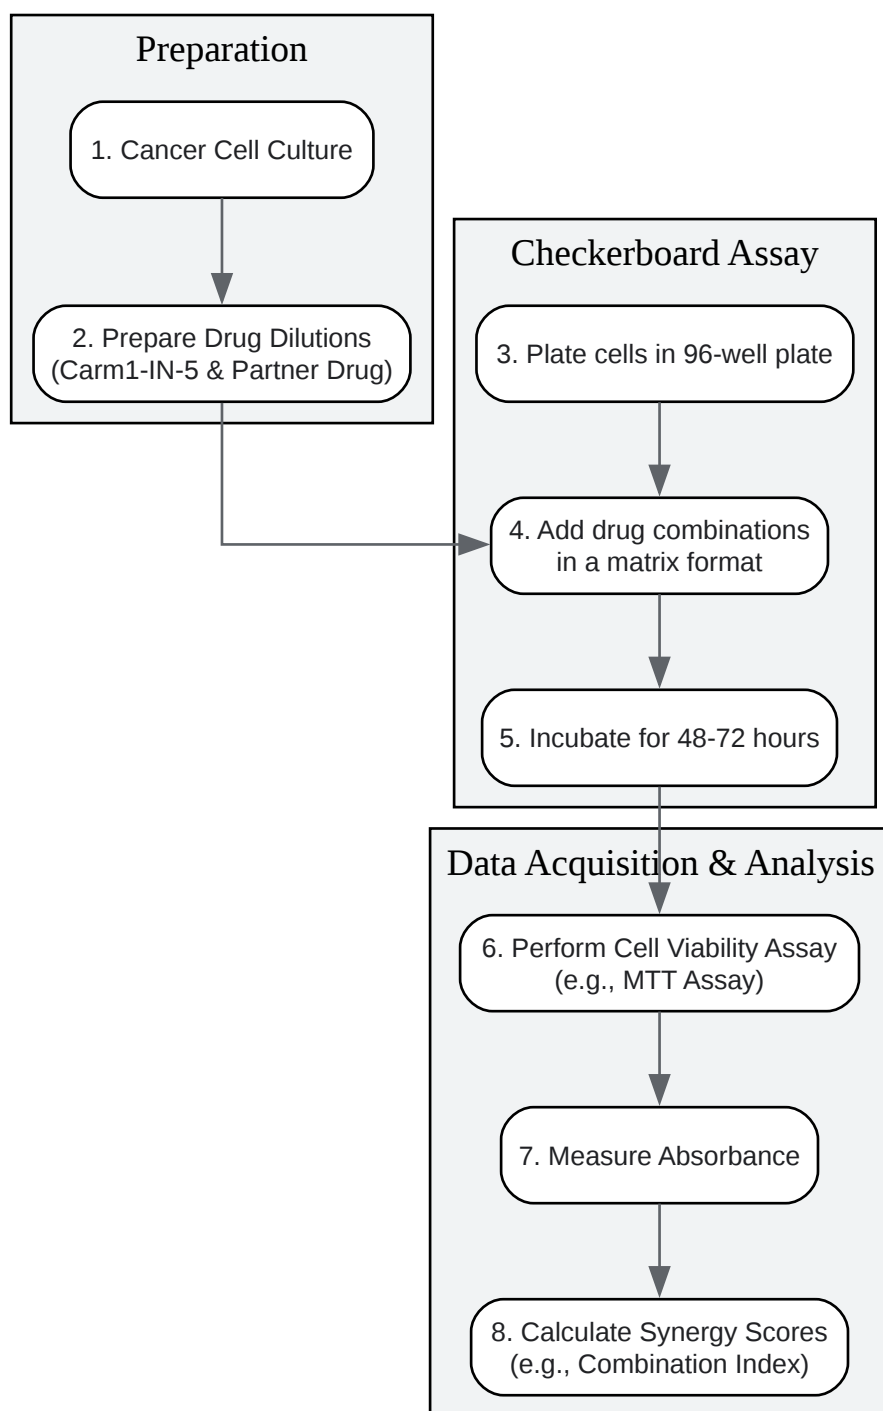 Preparation
1. Cancer Cell Culture
2. Prepare Drug Dilutions
(Carm1-IN-5 & Partner Drug)
Checkerboard Assay
3. Plate cells in 96-well plate
4. Add drug combinations
in a matrix format
5. Incubate for 48-72 hours
Data Acquisition & Analysis
6. Perform Cell Viability Assay
(e.g., MTT Assay)
7. Measure Absorbance
8. Calculate Synergy Scores
(e.g., Combination Index)